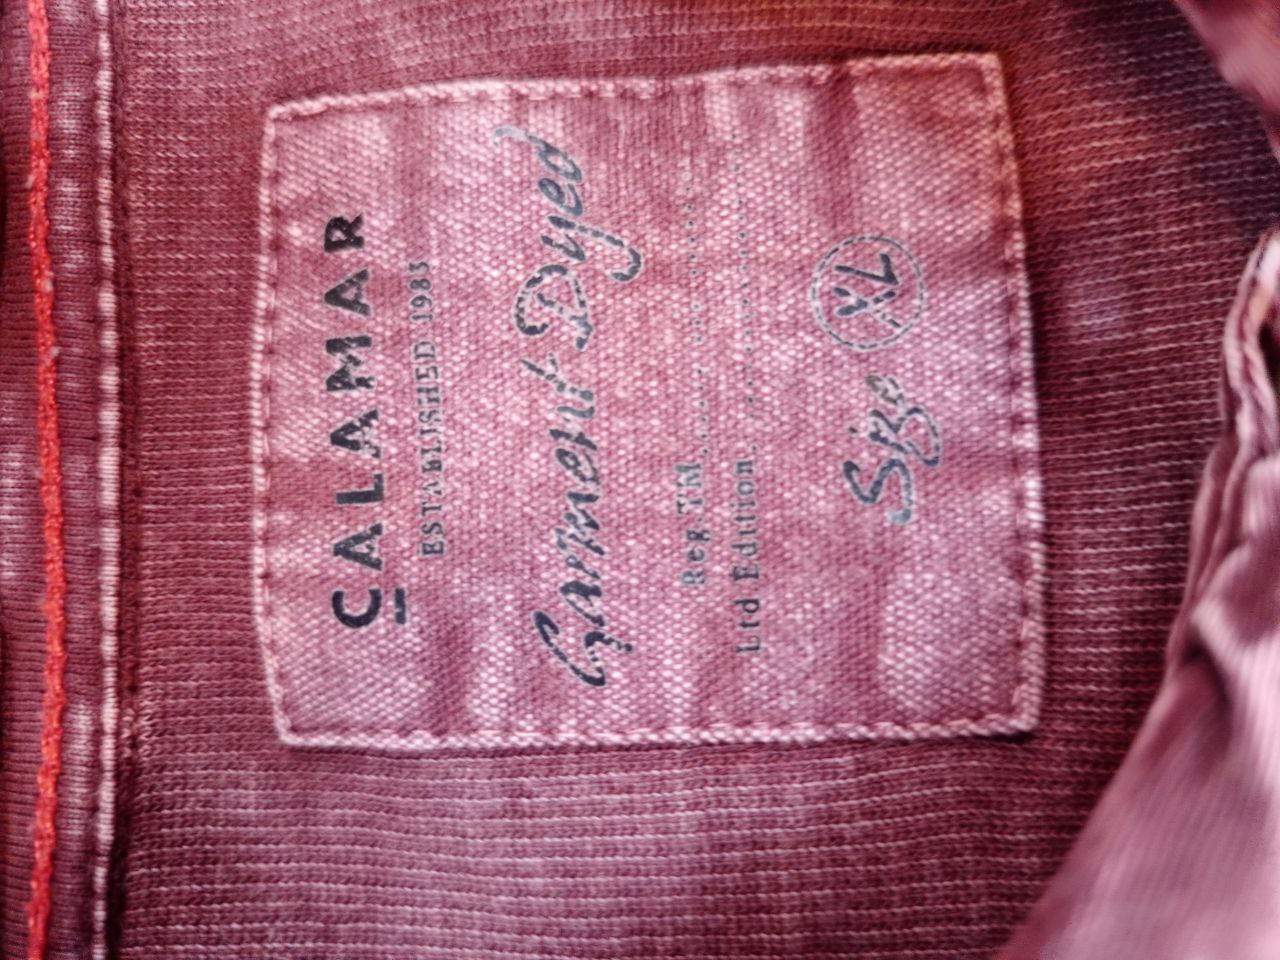 CALAMAR
ESTABLISHED 1983
Garment Dyed
Reg.TM..........................
Ltd Edition..........................
Size XL